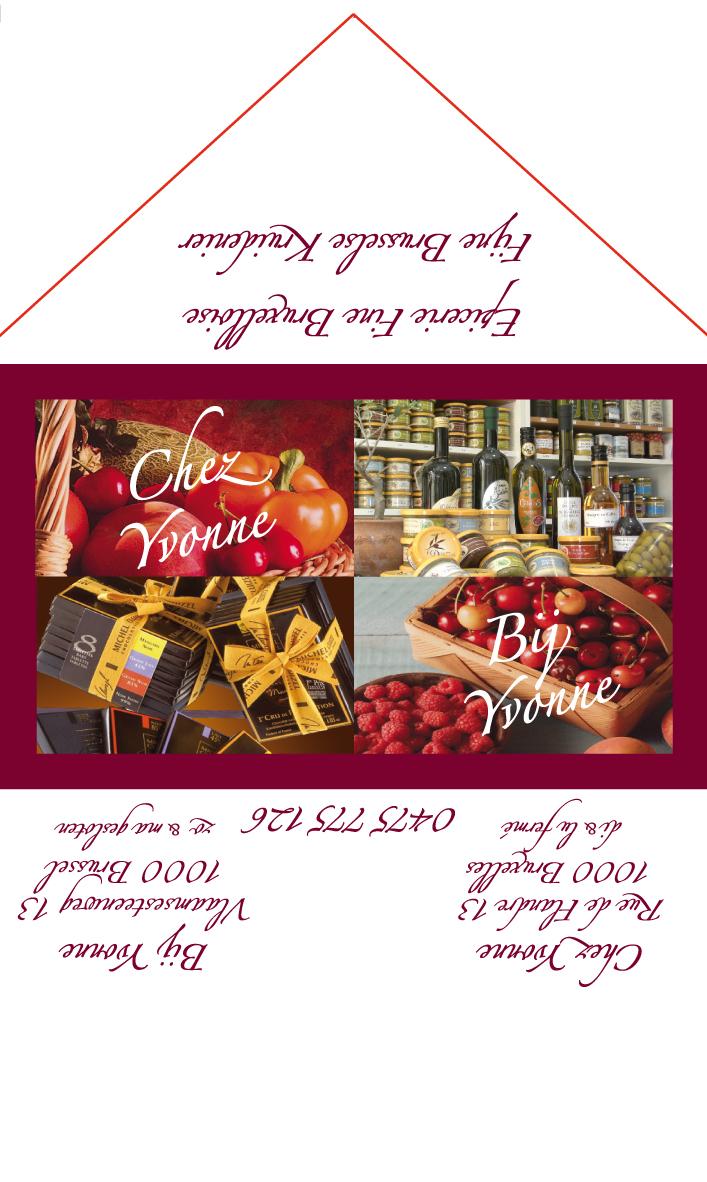 Epicerie Fine Bruxelloise
Fijne Brusselse Kruidenier
Chez
Yvonne
Bij
Yvonne
MICHEL
Chez Yvonne
Rue de Flandre 13
1000 Bruxelles
di & lu fermé
0475 775 126
Bij Yvonne
Vlaamsesteenweg 13
1000 Brussel
zo & ma gesloten